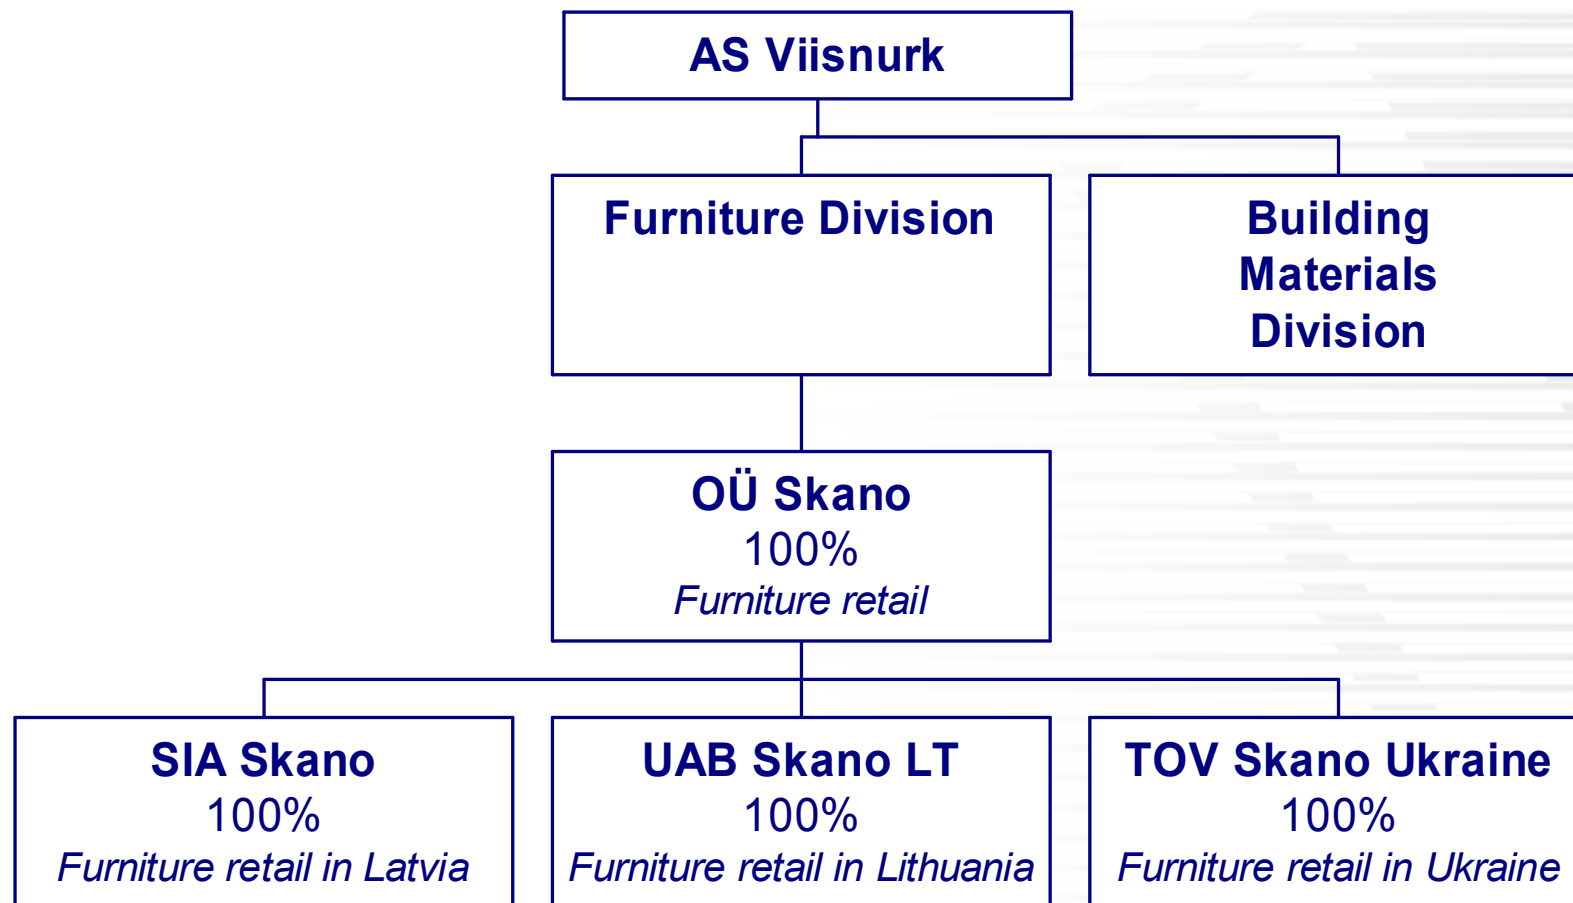 AS Viisnurk
Furniture Division
Building
Materials
Division
OÜ Skano
100%
Furniture retail
SIA Skano
100%
Furniture retail in Latvia
UAB Skano LT
100%
Furniture retail in Lithuania
TOV Skano Ukraine
100%
Furniture retail in Ukraine